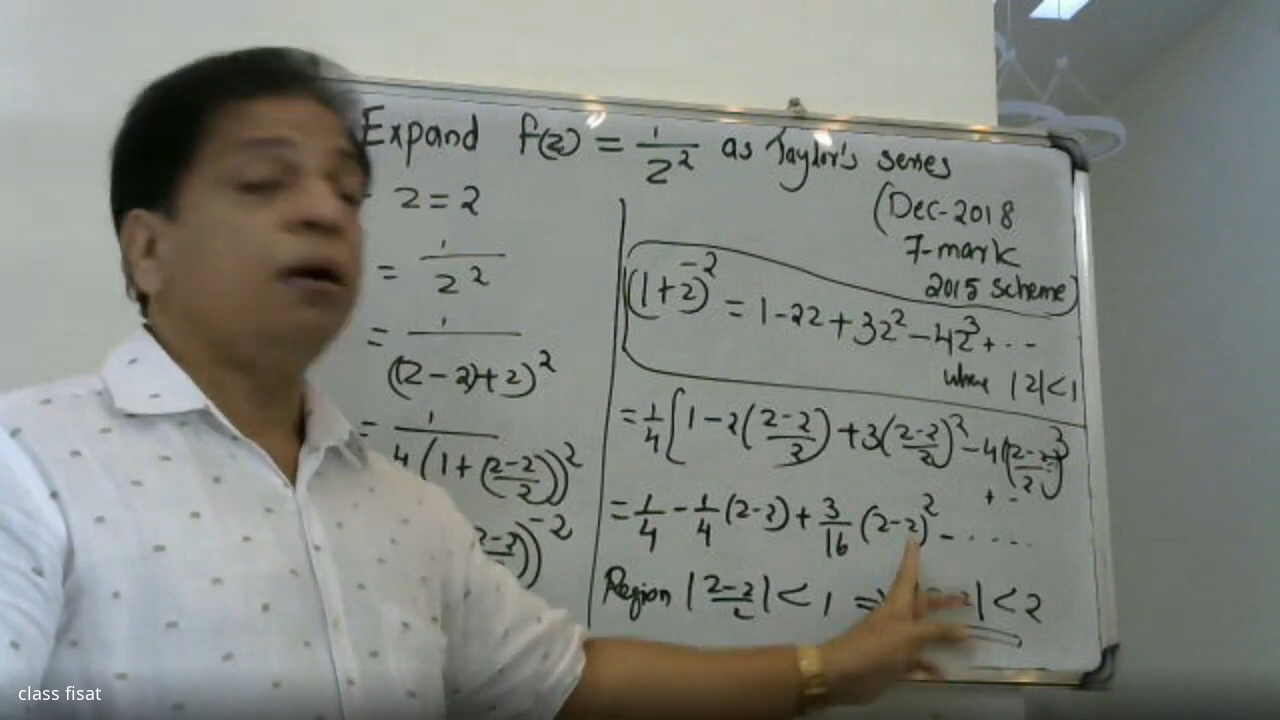 Expand f(z) = 1/z² as Taylor's series
z = 2
(Dec-2018
7-mark
2015 Scheme)
= 1/z²
= 1/((z-2)+2)²
= 1/4(1+(z-2/2))²
z-2))⁻²
(1+z)⁻² = 1-2z+3z²-4z³+...
where |z|<1
= 1/4[1-2(z-2/2)+3(z-2/2)²-4(z-2/2)³
+ -
= 1/4 - 1/4(z-2) + 3/16(z-2)² - .....
Region |z-2/2| < 1 ⇒ 2| < 2
class fisat